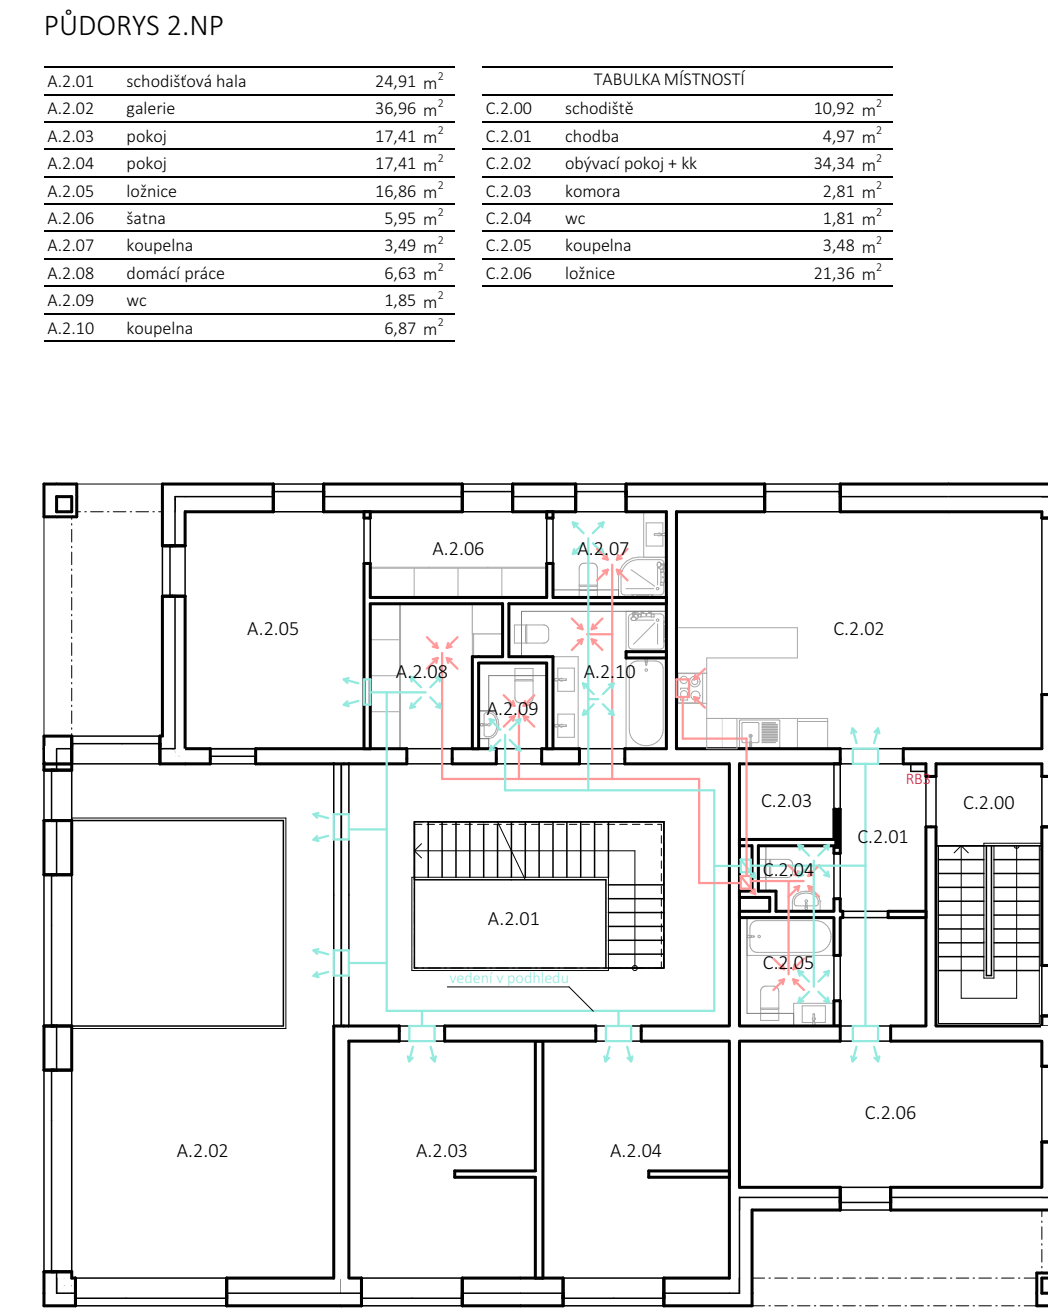 PŮDORYS 2.NP
A.2.01 schodišťová hala 24,91 m²
A.2.02 galerie 36,96 m²
A.2.03 pokoj 17,41 m²
A.2.04 pokoj 17,41 m²
A.2.05 ložnice 16,86 m²
A.2.06 šatna 5,95 m²
A.2.07 koupelna 3,49 m²
A.2.08 domácí práce 6,63 m²
A.2.09 wc 1,85 m²
A.2.10 koupelna 6,87 m²
TABULKA MÍSTNOSTÍ
C.2.00 schodiště 10,92 m²
C.2.01 chodba 4,97 m²
C.2.02 obývací pokoj + kk 34,34 m²
C.2.03 komora 2,81 m²
C.2.04 wc 1,81 m²
C.2.05 koupelna 3,48 m²
C.2.06 ložnice 21,36 m²
A.2.06
A.2.07
A.2.05
C.2.02
A.2.08
A.2.10
A.2.09
RB3
C.2.03
C.2.00
C.2.01
C.2.04
A.2.01
C.2.05
vedení v podhledu
C.2.06
A.2.02
A.2.03
A.2.04